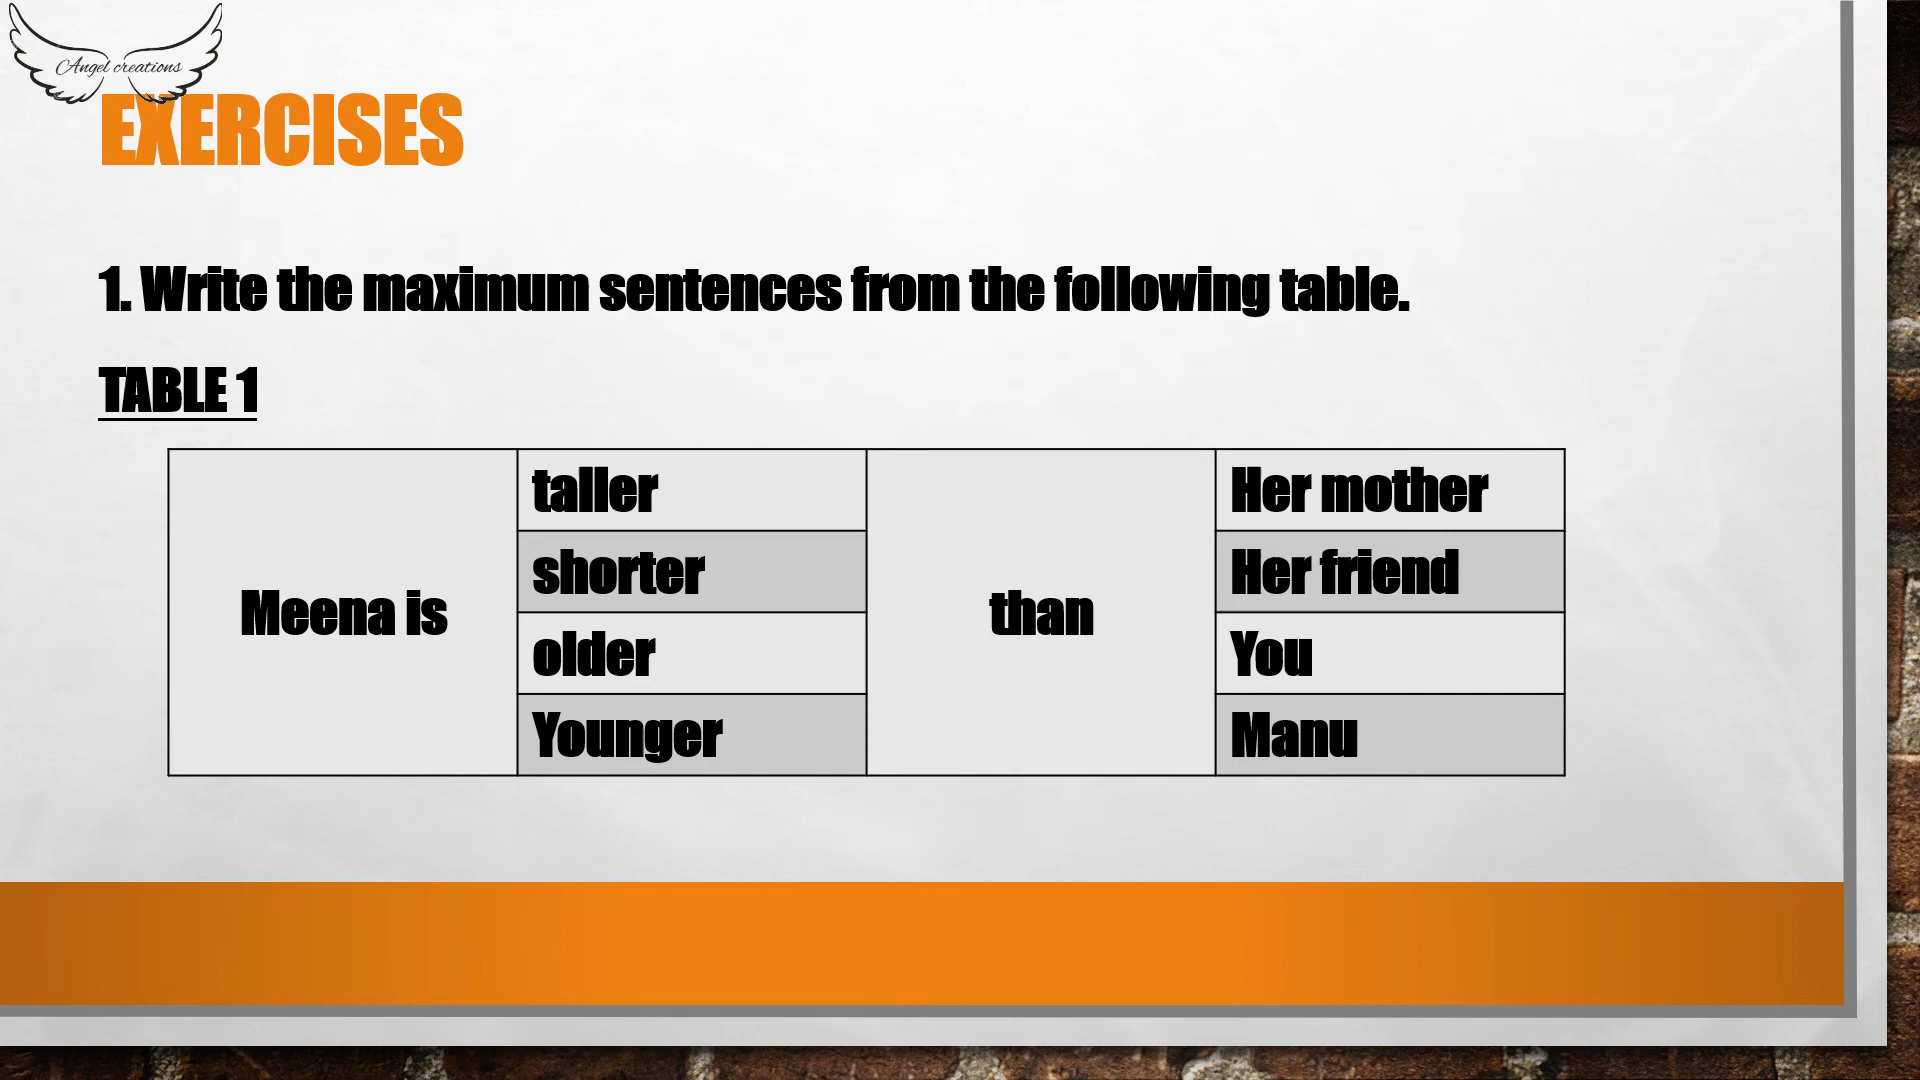 Angel creations
EXERCISES
1. Write the maximum sentences from the following table.
TABLE 1
Meena is
taller
shorter
older
Younger
than
Her mother
Her friend
You
Manu